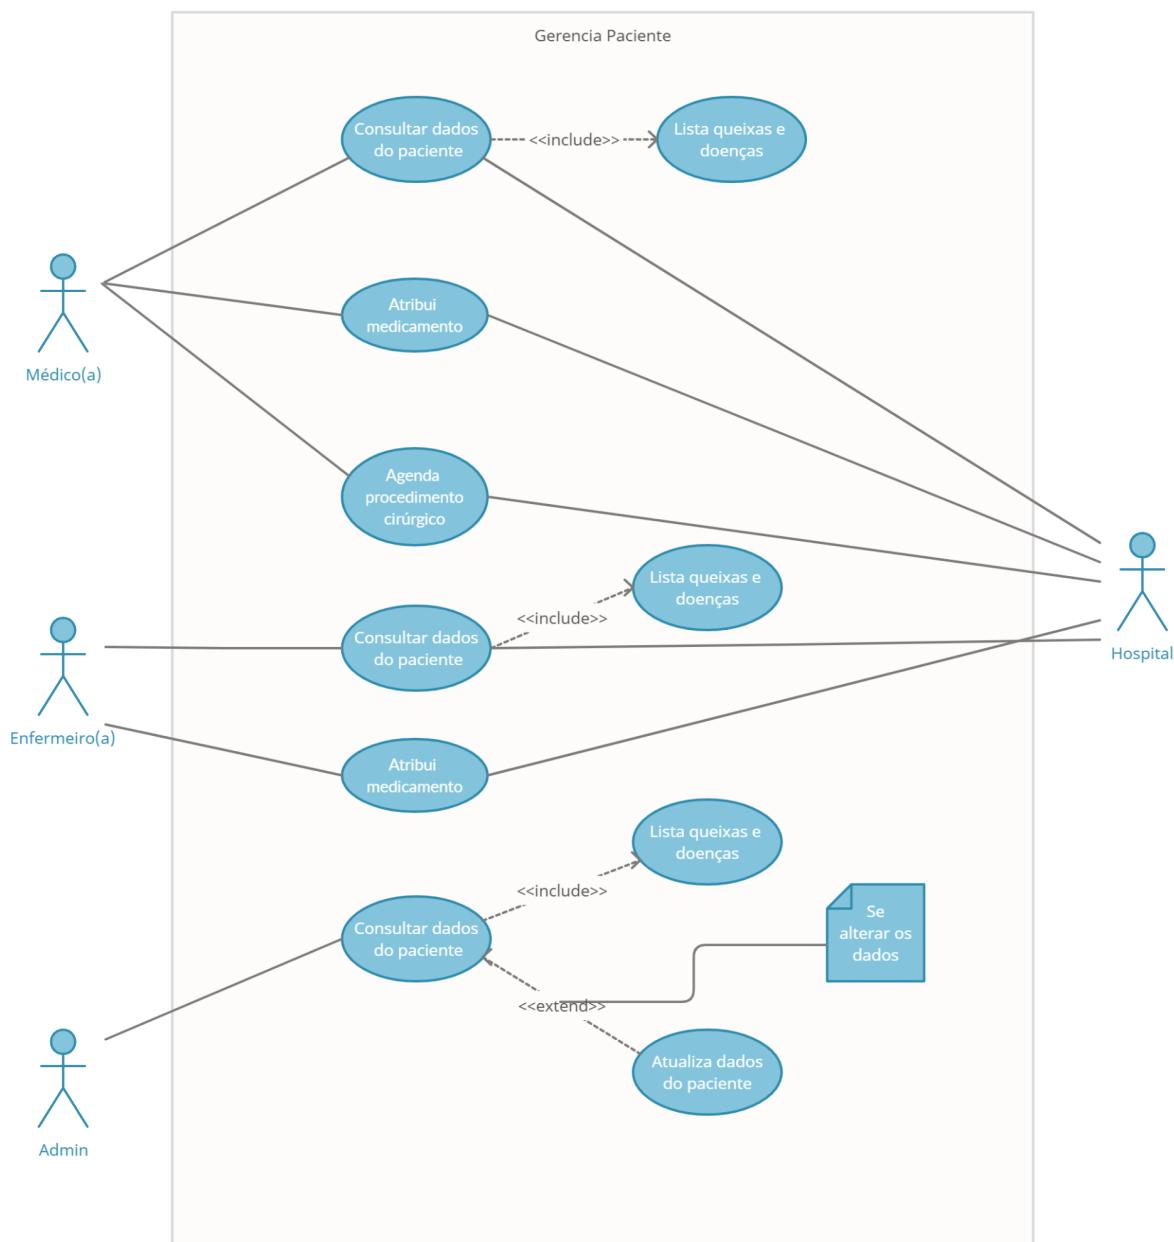 Gerencia Paciente
Consultar dados
do paciente
<<include>>
Lista queixas e
doenças
Médico(a)
Atribui
medicamento
Agenda
procedimento
cirúrgico
Lista queixas e
doenças
<<include>>
Consultar dados
do paciente
Hospital
Enfermeiro(a)
Atribui
medicamento
Lista queixas e
doenças
<<include>>
Consultar dados
do paciente
Se
alterar os
dados
<<extend>>
Atualiza dados
do paciente
Admin